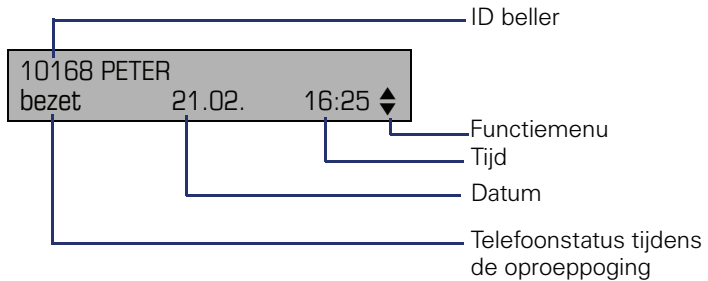 ID beller
10168 PETER
bezet 21.02. 16:25
Functiemenu
Tijd
Datum
Telefoonstatus tijdens
de oproeppoging